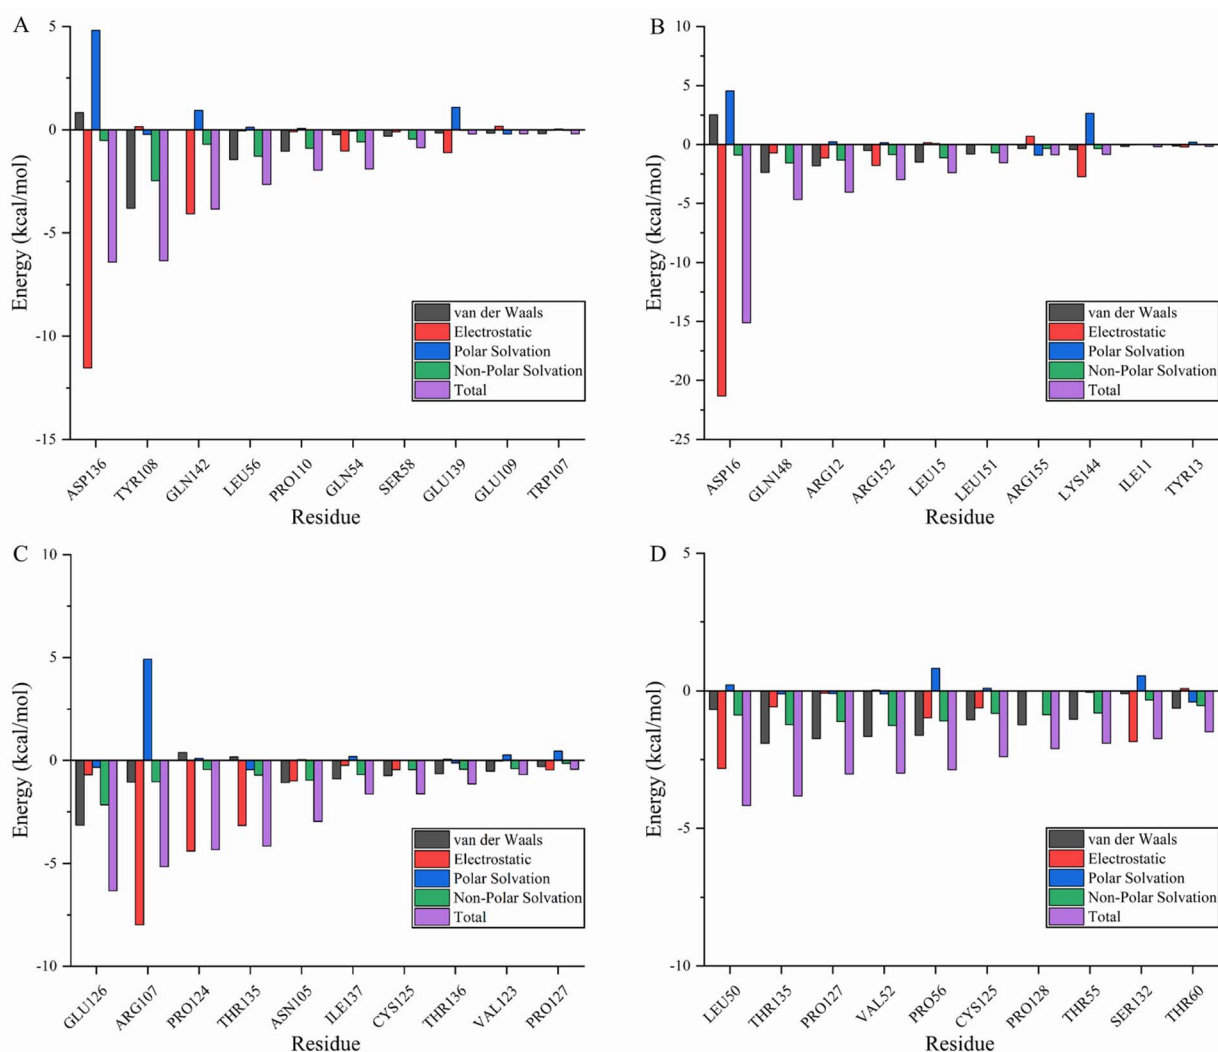 A
Energy (kcal/mol)
5
0
-5
-10
-15
van der Waals
Electrostatic
Polar Solvation
Non-Polar Solvation
Total
ASP136
TYR108
GLN142
LEU56
PRO110
GLN54
SER58
GLU139
GLU109
TRP107
Residue
B
Energy (kcal/mol)
10
5
0
-5
-10
-15
-20
-25
van der Waals
Electrostatic
Polar Solvation
Non-Polar Solvation
Total
ASP16
GLN148
ARG12
ARG152
LEU15
LEU151
ARG155
LYS144
ILE11
TYR13
Residue
C
Energy (kcal/mol)
10
5
0
-5
-10
van der Waals
Electrostatic
Polar Solvation
Non-Polar Solvation
Total
GLU126
ARG107
PRO124
THR135
ASN105
ILE137
CYS125
THR136
VAL123
PRO127
Residue
D
Energy (kcal/mol)
5
0
-5
-10
van der Waals
Electrostatic
Polar Solvation
Non-Polar Solvation
Total
LEU50
THR135
PRO127
VAL52
PRO56
CYS125
PRO128
THR55
SER132
THR60
Residue